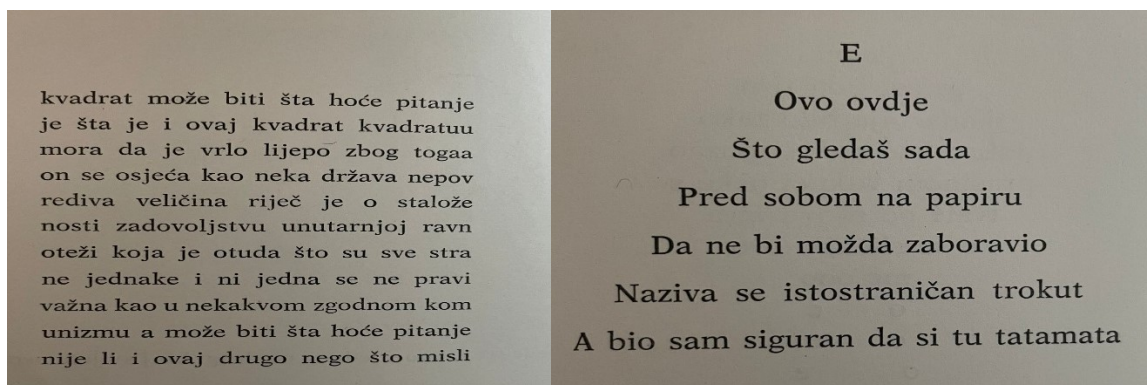 kvadrat može biti šta hoće pitanje
je šta je i ovaj kvadrat kvadratuu
mora da je vrlo lijepo zbog togaa
on se osjeća kao neka država nepov
rediva veličina riječ je o stalože
nosti zadovoljstvu unutarnjoj ravn
oteži koja je otuda što su sve stra
ne jednake i ni jedna se ne pravi
važna kao u nekakvom zgodnom kom
unizmu a može biti šta hoće pitanje
nije li i ovaj drugo nego što misli
E
Ovo ovdje
Što gledaš sada
Pred sobom na papiru
Da ne bi možda zaboravio
Naziva se istostraničan trokut
A bio sam siguran da si tu tatamata